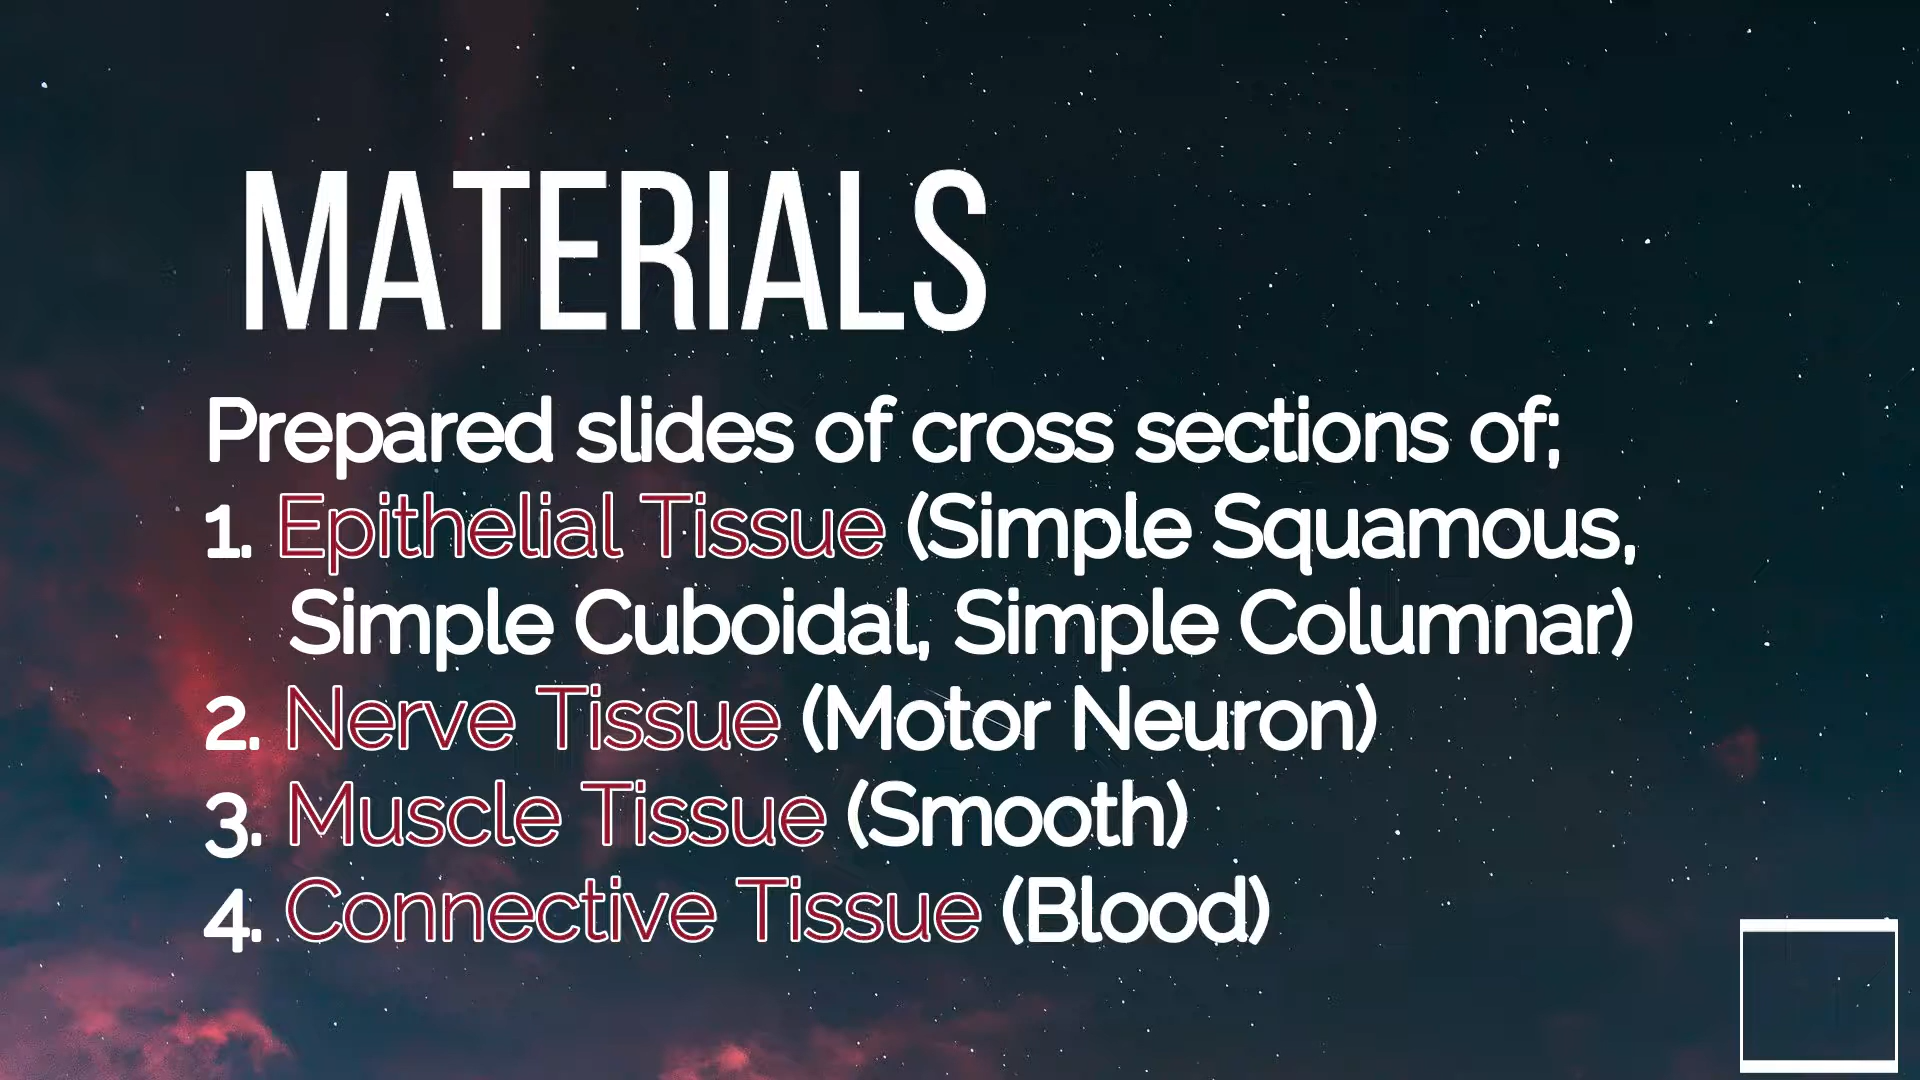 MATERIALS
Prepared slides of cross sections of;
1. Epithelial Tissue (Simple Squamous,
Simple Cuboidal, Simple Columnar)
2. Nerve Tissue (Motor Neuron)
3. Muscle Tissue (Smooth)
4. Connective Tissue (Blood)